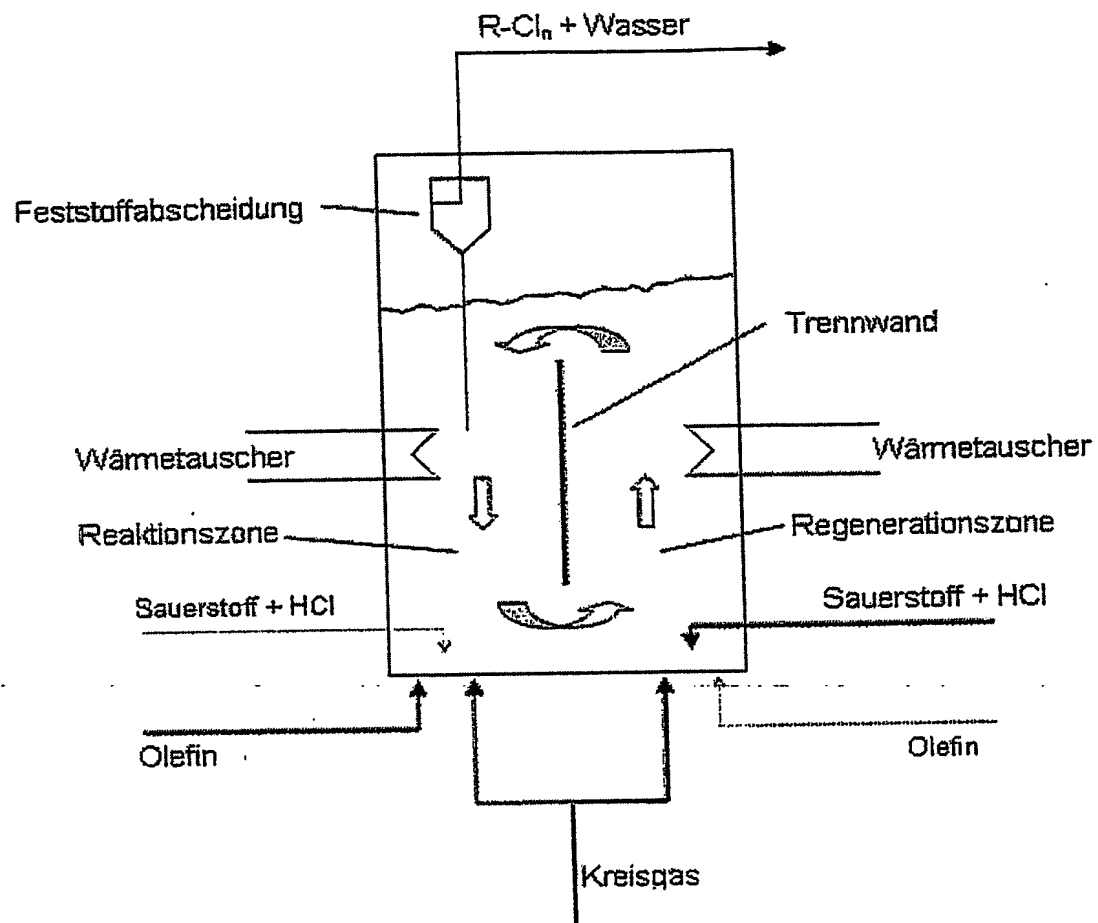 R-Clₙ + Wasser
Feststoffabscheidung
Trennwand
Wärmetauscher
Wärmetauscher
Reaktionszone
Regenerationszone
Sauerstoff + HCl
Sauerstoff + HCl
Olefin
Olefin
Kreisgas